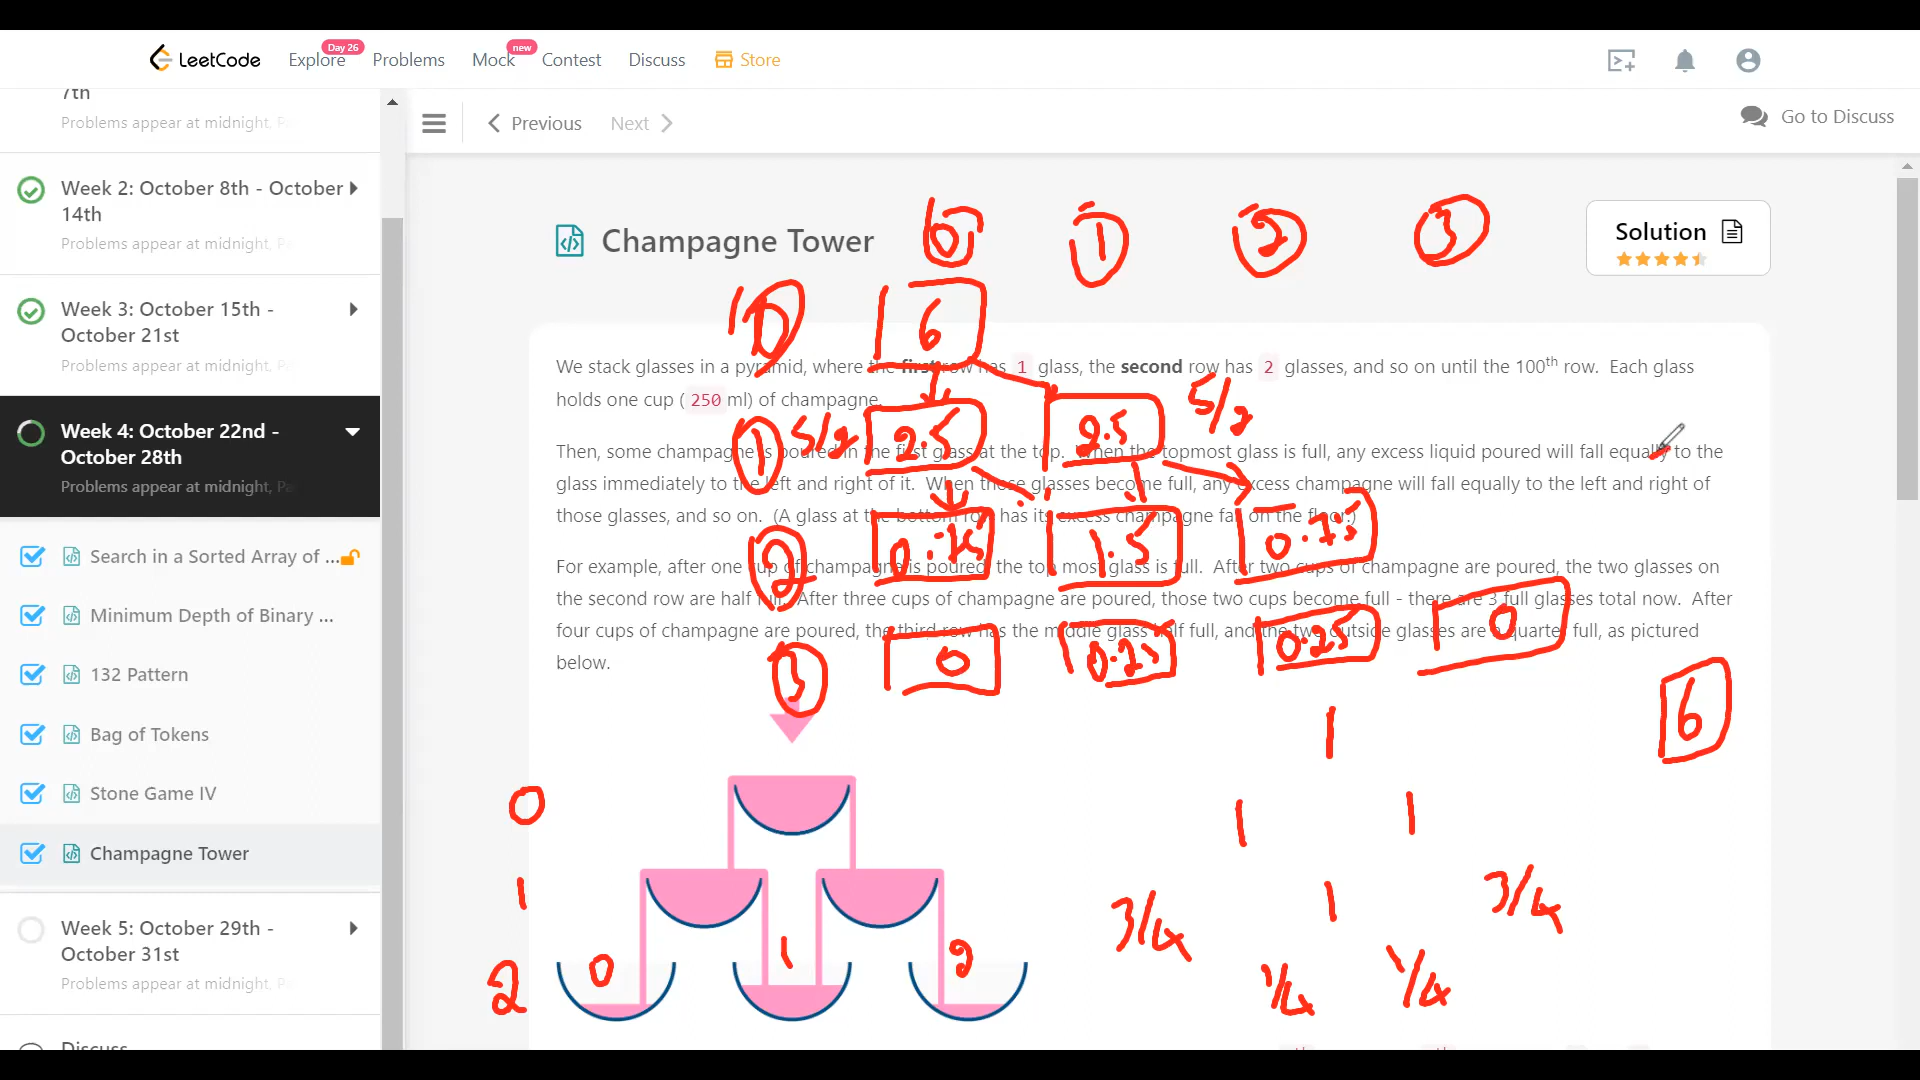 LeetCode Explore Day 26 Problems Mock new Contest Discuss Store
7th
Problems appear at midnight,
Previous Next Go to Discuss
Week 2: October 8th - October
14th
Problems appear at midnight,
Week 3: October 15th -
October 21st
Problems appear at midnight,
Week 4: October 22nd -
October 28th
Problems appear at midnight,
Search in a Sorted Array of ...
Minimum Depth of Binary ...
132 Pattern
Bag of Tokens
Stone Game IV
Champagne Tower
Week 5: October 29th -
October 31st
Problems appear at midnight,
Discuss
Champagne Tower
Solution
0 1 2 3
0 6
We stack glasses in a pyramid, where the first row has 1 glass, the second row has 2 glasses, and so on until the 100th row. Each glass
holds one cup (250 ml) of champagne.
1 5/2 2.5 2.5 5/2
Then, some champagne is poured in the first glass at the top. When the topmost glass is full, any excess liquid poured will fall equally to the
glass immediately to the left and right of it. When those glasses become full, any excess champagne will fall equally to the left and right of
those glasses, and so on. (A glass at the bottom row has its excess champagne fall on the floor.)
2 0.75 1.5 0.75
For example, after one cup of champagne is poured, the top most glass is full. After two cups of champagne are poured, the two glasses on
the second row are half full. After three cups of champagne are poured, those two cups become full - there are 3 full glasses total now. After
four cups of champagne are poured, the third row has the middle glass half full, and the two outside glasses are a quarter full, as pictured
below.
3 0 0.25 0.25 0
6
1
0 1 1
1 3/4 1 3/4
2 0 1 2 1/4 1/4